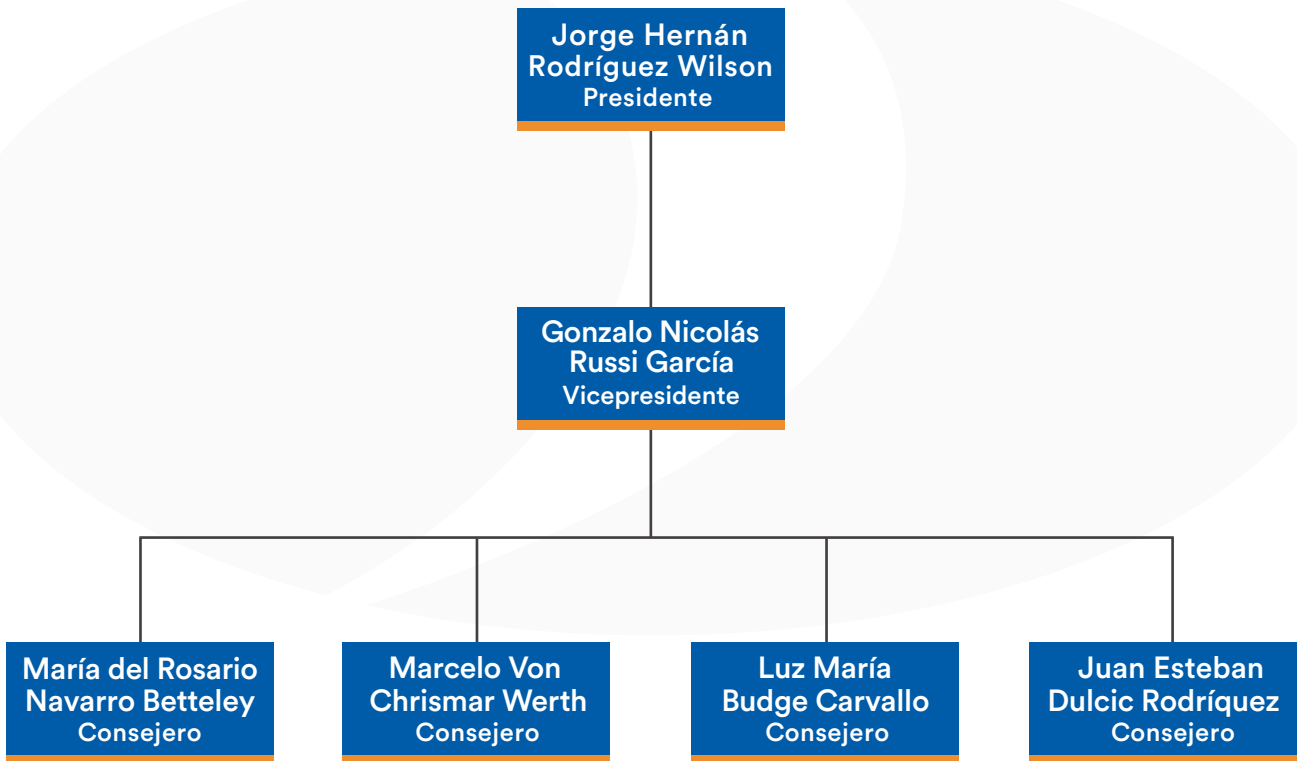 Jorge Hernán
Rodríguez Wilson
Presidente
Gonzalo Nicolás
Russi García
Vicepresidente
María del Rosario
Navarro Betteley
Consejero
Marcelo Von
Chrismar Werth
Consejero
Luz María
Budge Carvallo
Consejero
Juan Esteban
Dulcic Rodríquez
Consejero